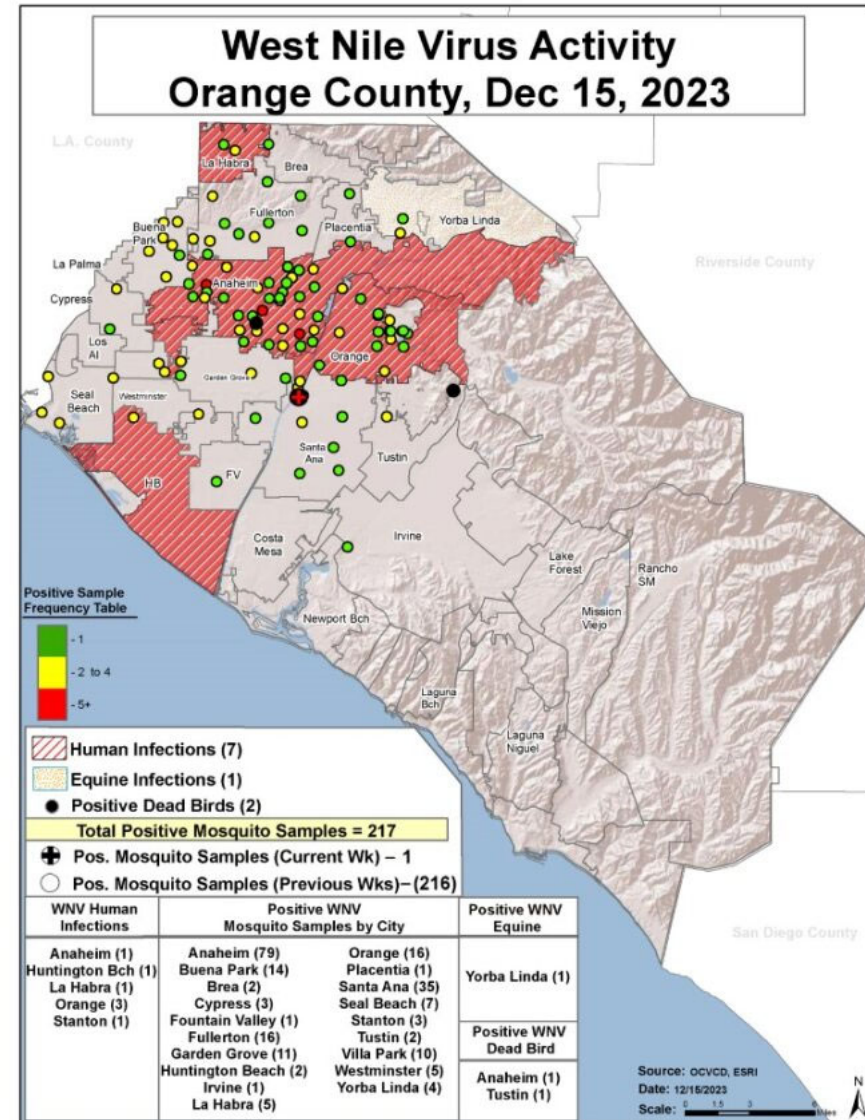 West Nile Virus Activity
Orange County, Dec 15, 2023
L.A. County
La Habra
Brea
Fullerton
Yorba Linda
Placentia
Buena
Park
La Palma
Riverside County
Anaheim
Cypress
Los
Al
Orange
Garden Grove
Seal
Beach
Westminster
Santa
Ana
Tustin
HB
FV
Costa
Mesa
Irvine
Lake
Forest
Rancho
SM
Mission
Viejo
Newport Bch
Laguna
Bch
Laguna
Niguel
San Diego County
Positive Sample
Frequency Table
- 1
- 2 to 4
- 5+
Human Infections (7)
Equine Infections (1)
Positive Dead Birds (2)
Total Positive Mosquito Samples = 217
Pos. Mosquito Samples (Current Wk) – 1
Pos. Mosquito Samples (Previous Wks)–(216)
WNV Human
Infections
Anaheim (1)
Huntington Bch (1)
La Habra (1)
Orange (3)
Stanton (1)
Positive WNV
Mosquito Samples by City
Anaheim (79)
Buena Park (14)
Brea (2)
Cypress (3)
Fountain Valley (1)
Fullerton (16)
Garden Grove (11)
Huntington Beach (2)
Irvine (1)
La Habra (5)
Orange (16)
Placentia (1)
Santa Ana (35)
Seal Beach (7)
Stanton (3)
Tustin (2)
Villa Park (10)
Westminster (5)
Yorba Linda (4)
Positive WNV
Equine
Yorba Linda (1)
Positive WNV
Dead Bird
Anaheim (1)
Tustin (1)
Source: OCVCD, ESRI
Date: 12/15/2023
Scale: 0 1.5 3 6 Miles
N